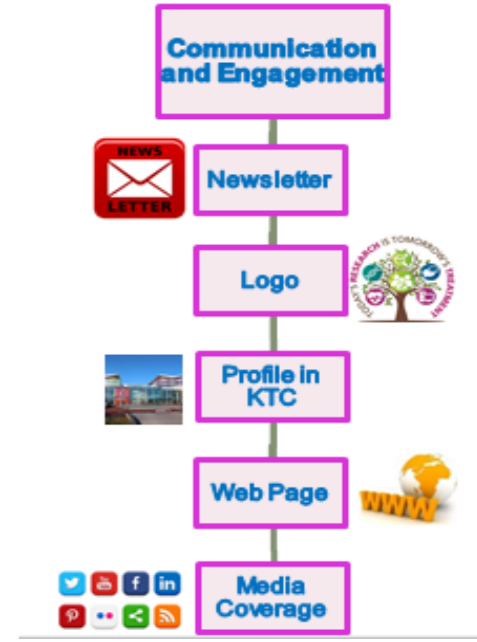 Communication
and Engagement
NEWS
LETTER
Newsletter
Logo
TODAY'S RESEARCH IS TOMORROW'S TREATMENT
Profile in
KTC
Web Page
www
Media
Coverage